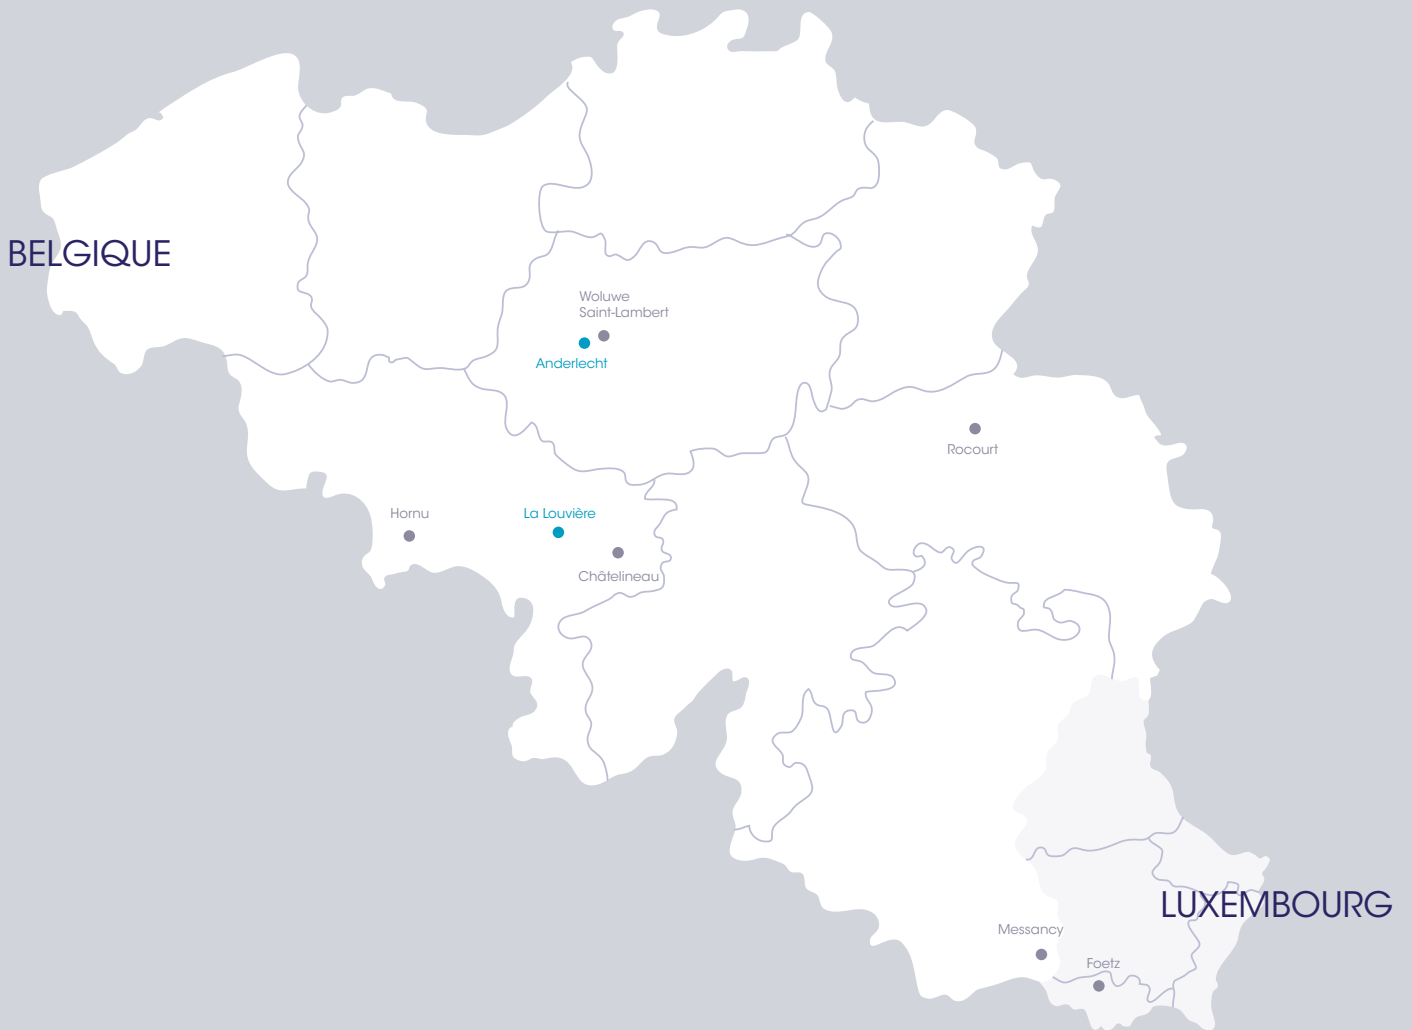 BELGIQUE
Woluwe
Saint-Lambert
Anderlecht
Rocourt
Hornu
La Louvière
Châtelineau
LUXEMBOURG
Messancy
Foetz